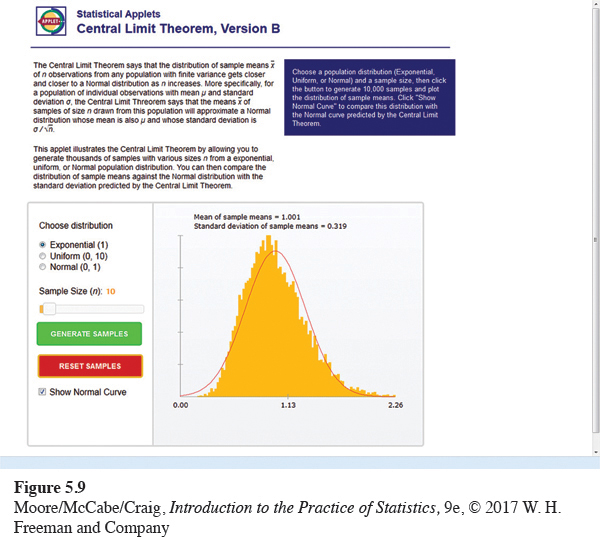 APPLET
Statistical Applets
Central Limit Theorem, Version B
The Central Limit Theorem says that the distribution of sample means x̄
of n observations from any population with finite variance gets closer
and closer to a Normal distribution as n increases. More specifically, for
a population of individual observations with mean μ and standard
deviation σ, the Central Limit Threorem says that the means x̄ of
samples of size n drawn from this population will approximate a Normal
distribution whose mean is also μ and whose standard deviation is
σ/√n.
This applet illustrates the Central Limit Theorem by allowing you to
generate thousands of samples with various sizes n from a exponential,
uniform, or Normal population distribution. You can then compare the
distribution of sample means against the Normal distribution with the
standard deviation predicted by the Central Limit Theorem.
Choose a population distribution (Exponential,
Uniform, or Normal) and a sample size, then click
the button to generate 10,000 samples and plot
the distribution of sample means. Click "Show
Normal Curve" to compare this distribution with
the Normal curve predicted by the Central Limit
Theorem.
Choose distribution
Exponential (1)
Uniform (0, 10)
Normal (0, 1)
Sample Size (n): 10
GENERATE SAMPLES
RESET SAMPLES
Show Normal Curve
Mean of sample means = 1.001
Standard deviation of sample means = 0.319
0.00 1.13 2.26
Figure 5.9
Moore/McCabe/Craig, Introduction to the Practice of Statistics, 9e, © 2017 W. H.
Freeman and Company